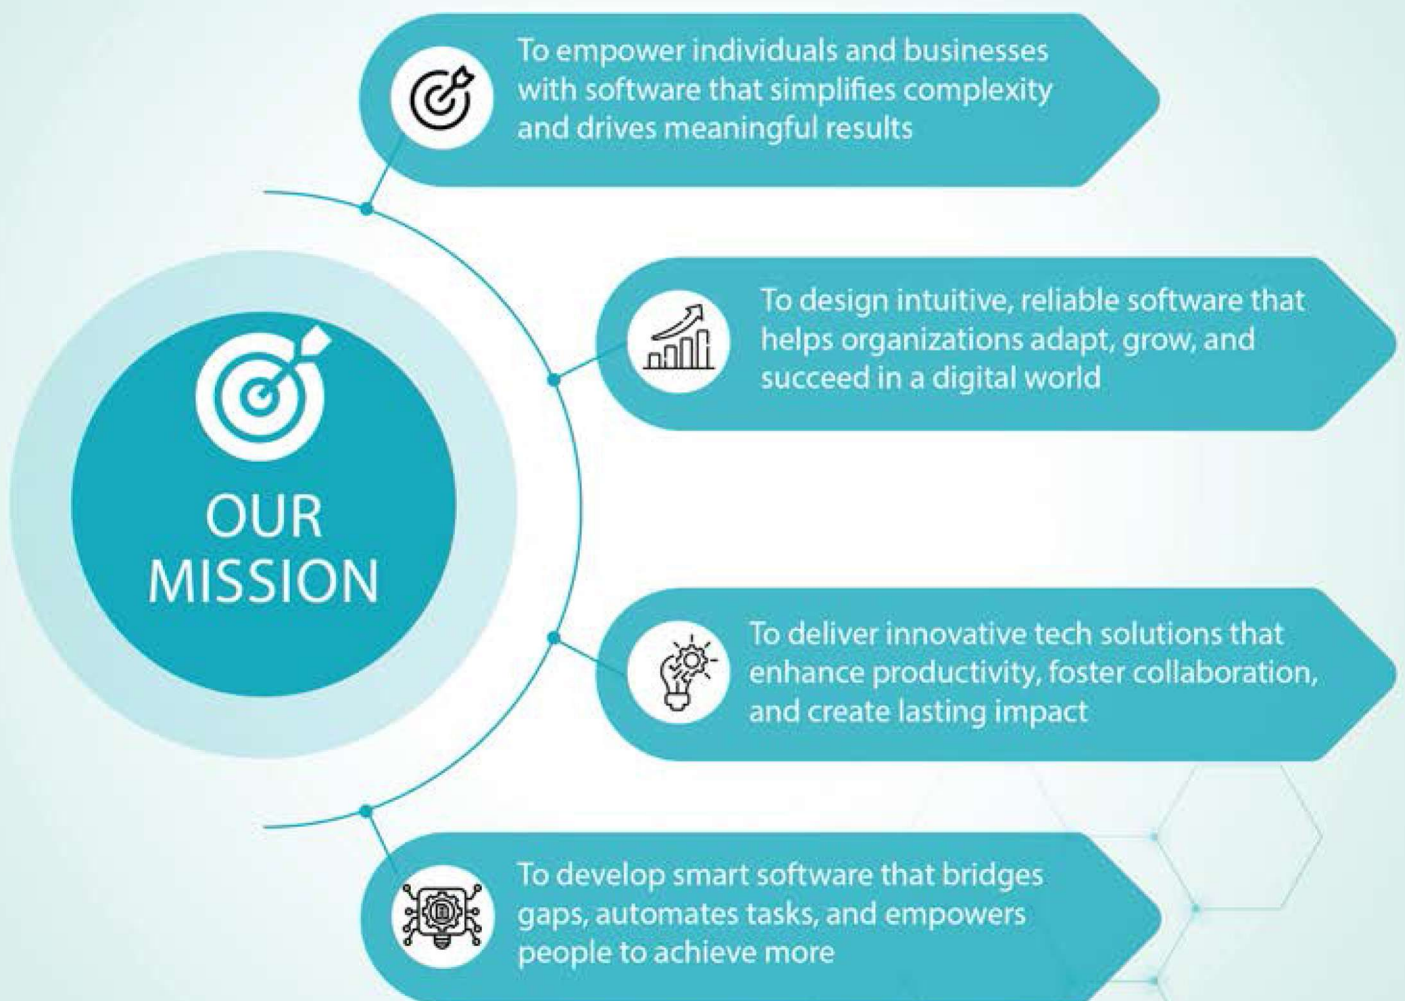 To empower individuals and businesses
with software that simplifies complexity
and drives meaningful results
To design intuitive, reliable software that
helps organizations adapt, grow, and
succeed in a digital world
OUR
MISSION
To deliver innovative tech solutions that
enhance productivity, foster collaboration,
and create lasting impact
To develop smart software that bridges
gaps, automates tasks, and empowers
people to achieve more